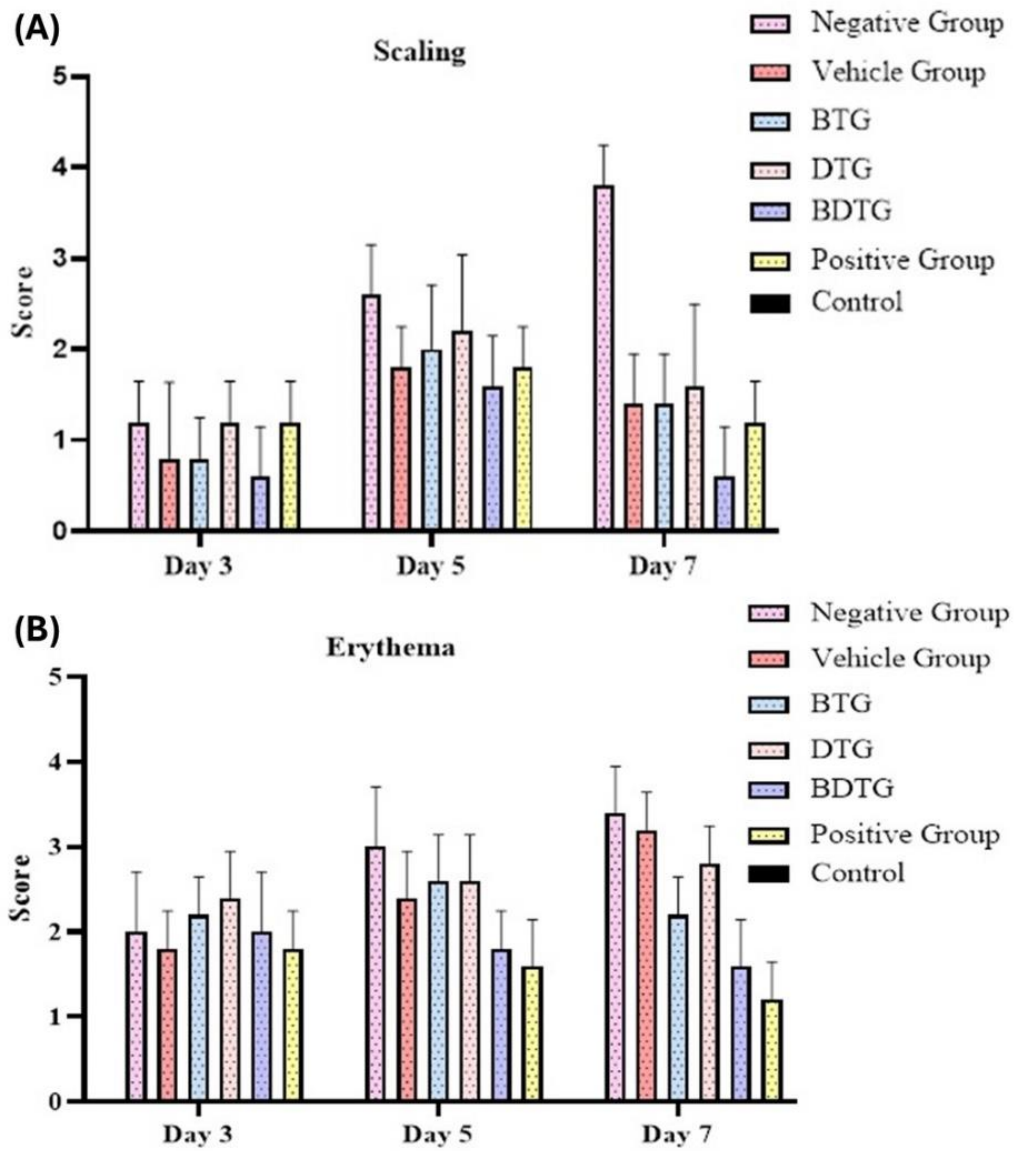 (A)
Scaling
Score
5
4
3
2
1
0
Day 3 Day 5 Day 7
Negative Group
Vehicle Group
BTG
DTG
BDTG
Positive Group
Control
(B)
Erythema
Score
5
4
3
2
1
0
Day 3 Day 5 Day 7
Negative Group
Vehicle Group
BTG
DTG
BDTG
Positive Group
Control